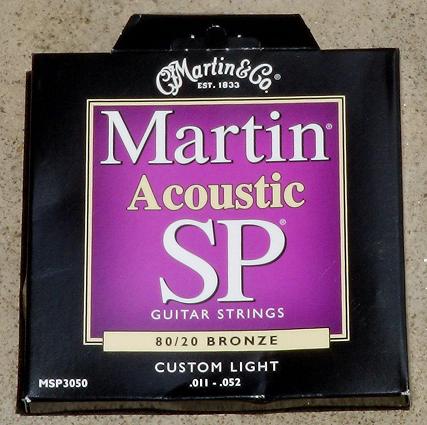 C.F. Martin & Co.®
EST. 1833
Martin®
Acoustic
SP®
GUITAR STRINGS
80/20 BRONZE
CUSTOM LIGHT
MSP3050
.011 - .052